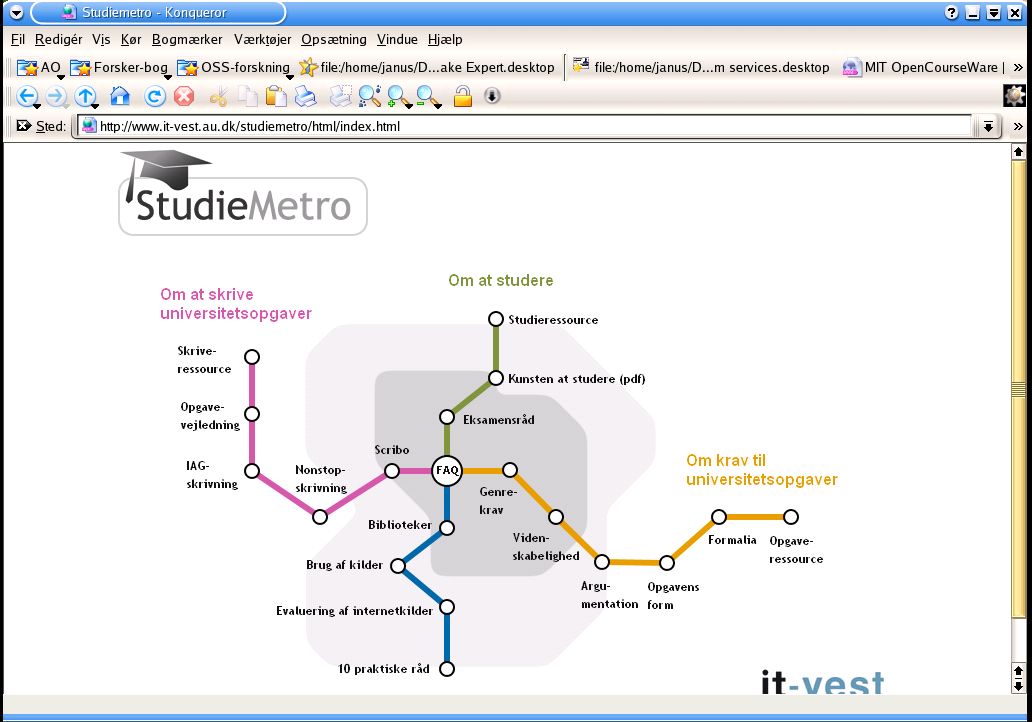 Studiemetro - Konqueror
Fil Redigér Vis Kør Bogmærker Værktøjer Opsætning Vindue Hjælp
AO Forsker-bog OSS-forskning file:/home/janus/D...ake Expert.desktop file:/home/janus/D...m services.desktop MIT OpenCourseWare | »
Sted: http://www.it-vest.au.dk/studiemetro/html/index.html »
StudieMetro
Om at skrive
universitetsopgaver
Skrive-
ressource
Opgave-
vejledning
IAG-
skrivning
Nonstop-
skrivning
Scribo
FAQ
Om at studere
Studieressource
Kunsten at studere (pdf)
Eksamensråd
Om krav til
universitetsopgaver
Genre-
krav
Viden-
skabelighed
Argu-
mentation
Opgavens
form
Formalia
Opgave-
ressource
Biblioteker
Brug af kilder
Evaluering af internetkilder
10 praktiske råd
it-vest